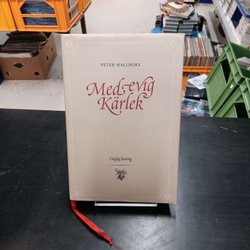 PETER HALLDORF
Med evig
Kärlek
Daglig läsning